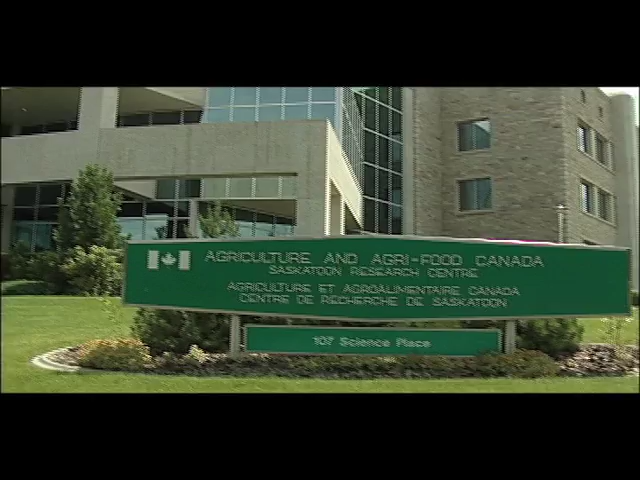 AGRICULTURE AND AGRI-FOOD CANADA
SASKATOON RESEARCH CENTRE
AGRICULTURE ET AGROALIMENTAIRE CANADA
CENTRE DE RECHERCHE DE SASKATOON
107 Science Place